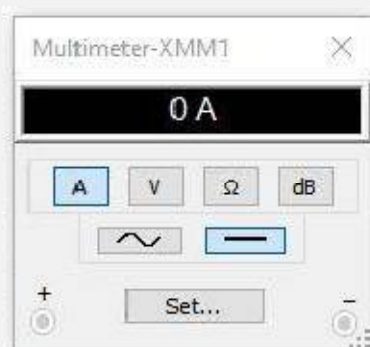 Multimeter-XMM1
0 A
A V Ω dB
+ Set... -